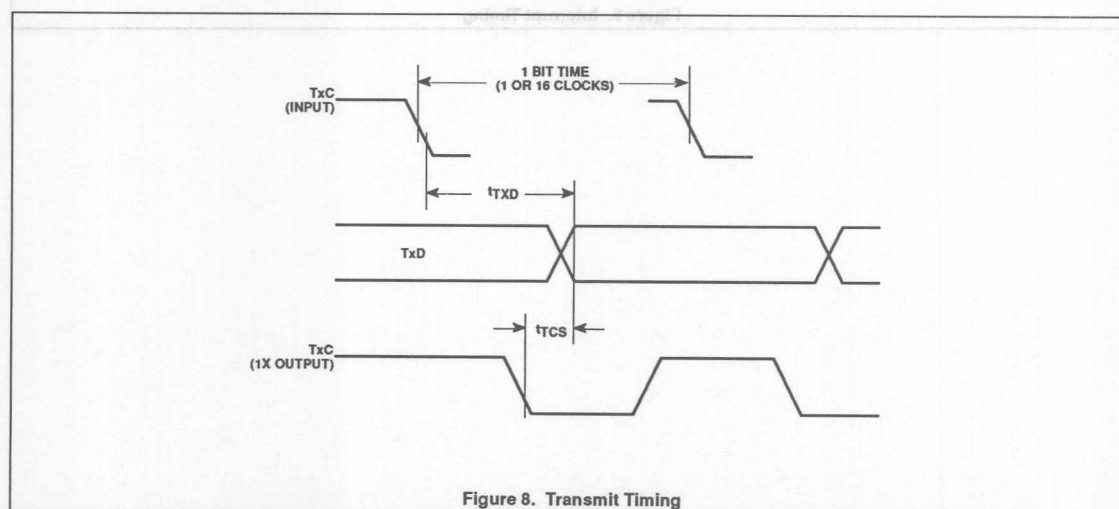 1 BIT TIME
(1 OR 16 CLOCKS)
TxC
(INPUT)
tTXD
TxD
tTCS
TxC
(1X OUTPUT)
Figure 8. Transmit Timing